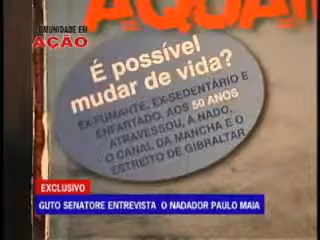 AQUA
COMUNIDADE EM
AÇÃO
É possível
mudar de vida?
EX-FUMANTE, EX-SEDENTÁRIO E
ENFARTADO, AOS 50 ANOS
ATRAVESSOU, A NADO,
O CANAL DA MANCHA E O
ESTREITO DE GIBRALTAR
EXCLUSIVO
GUTO SENATORE ENTREVISTA O NADADOR PAULO MAIA